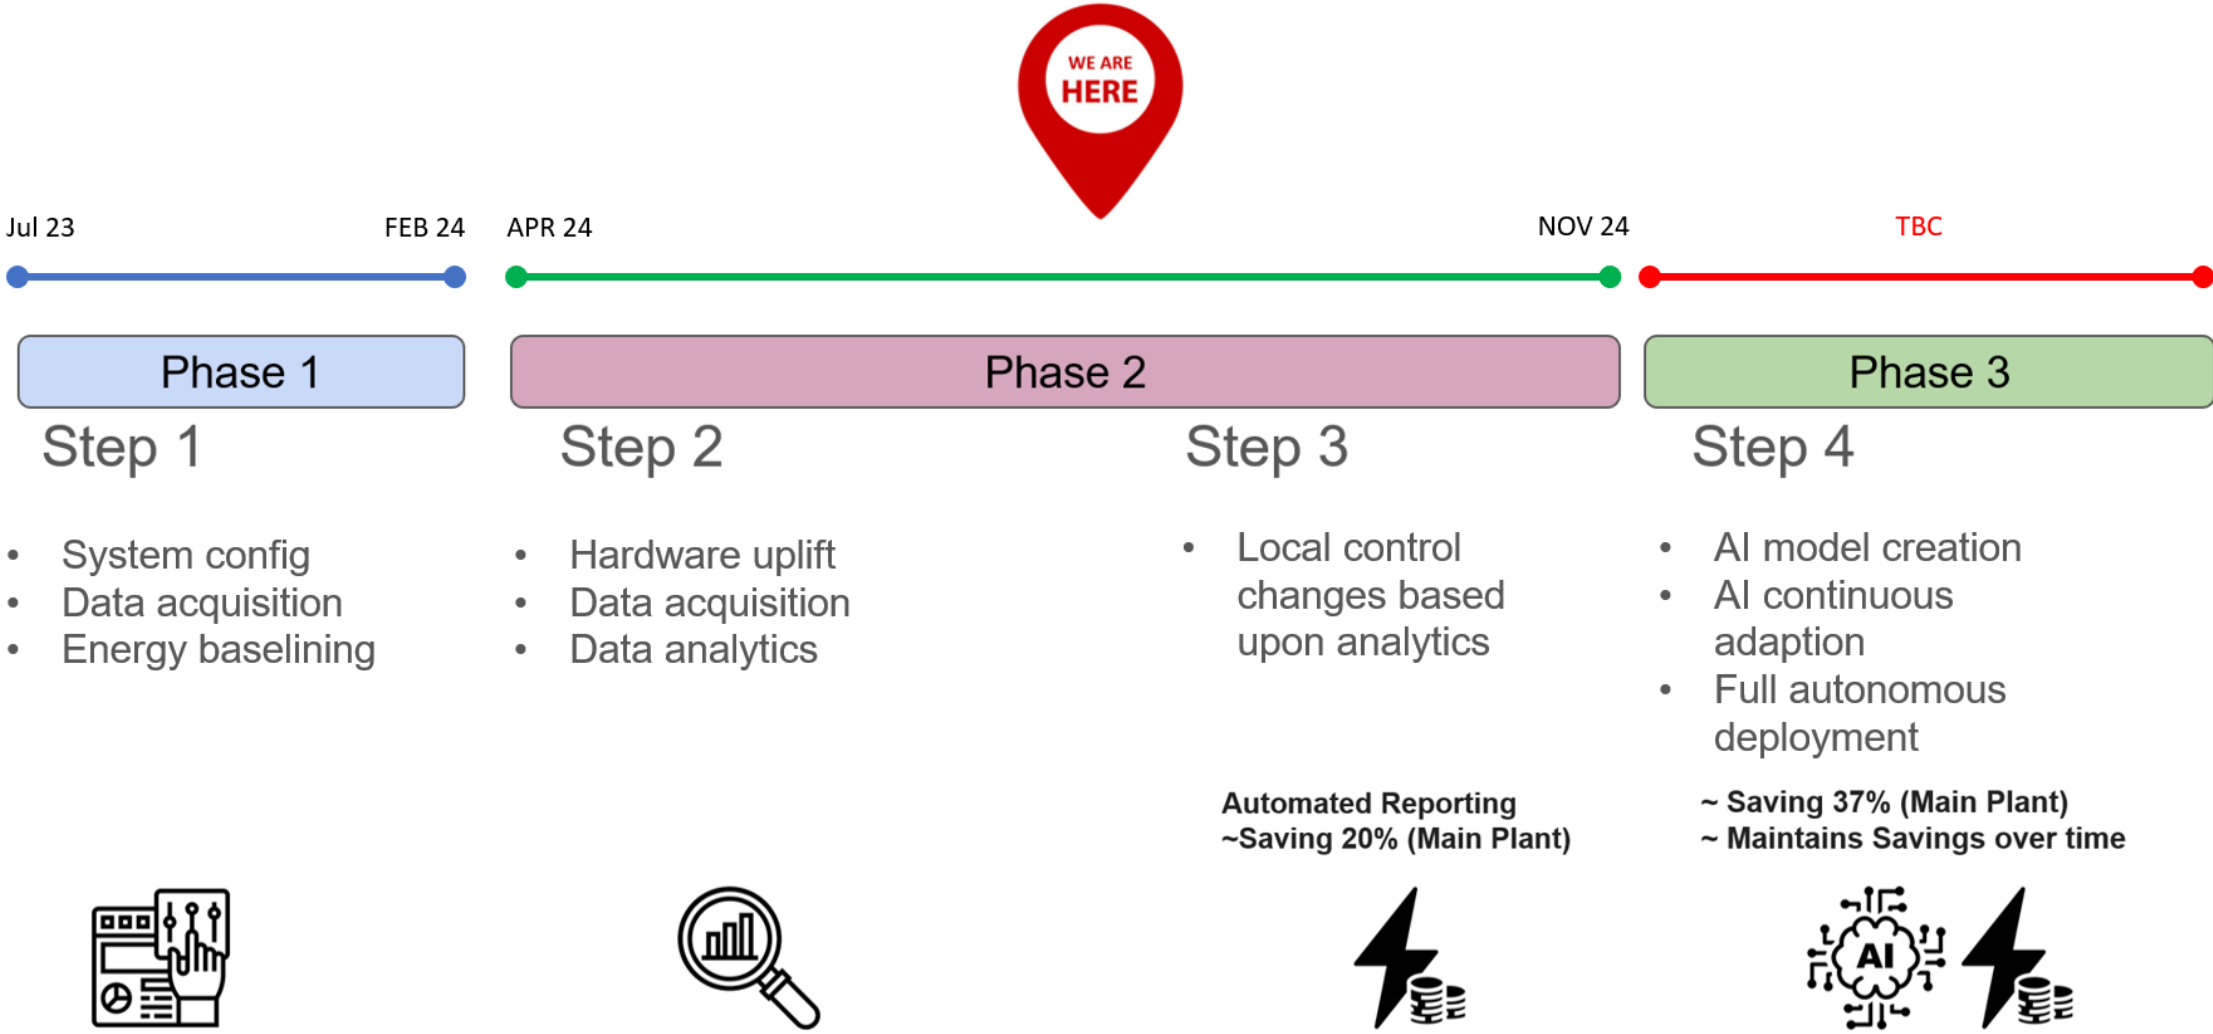 WE ARE
HERE
Jul 23
FEB 24
APR 24
NOV 24
TBC
Phase 1
Phase 2
Phase 3
Step 1
• System config
• Data acquisition
• Energy baselining
Step 2
• Hardware uplift
• Data acquisition
• Data analytics
Step 3
• Local control
changes based
upon analytics
Automated Reporting
~Saving 20% (Main Plant)
Step 4
• AI model creation
• AI continuous
adaption
• Full autonomous
deployment
~ Saving 37% (Main Plant)
~ Maintains Savings over time
AI